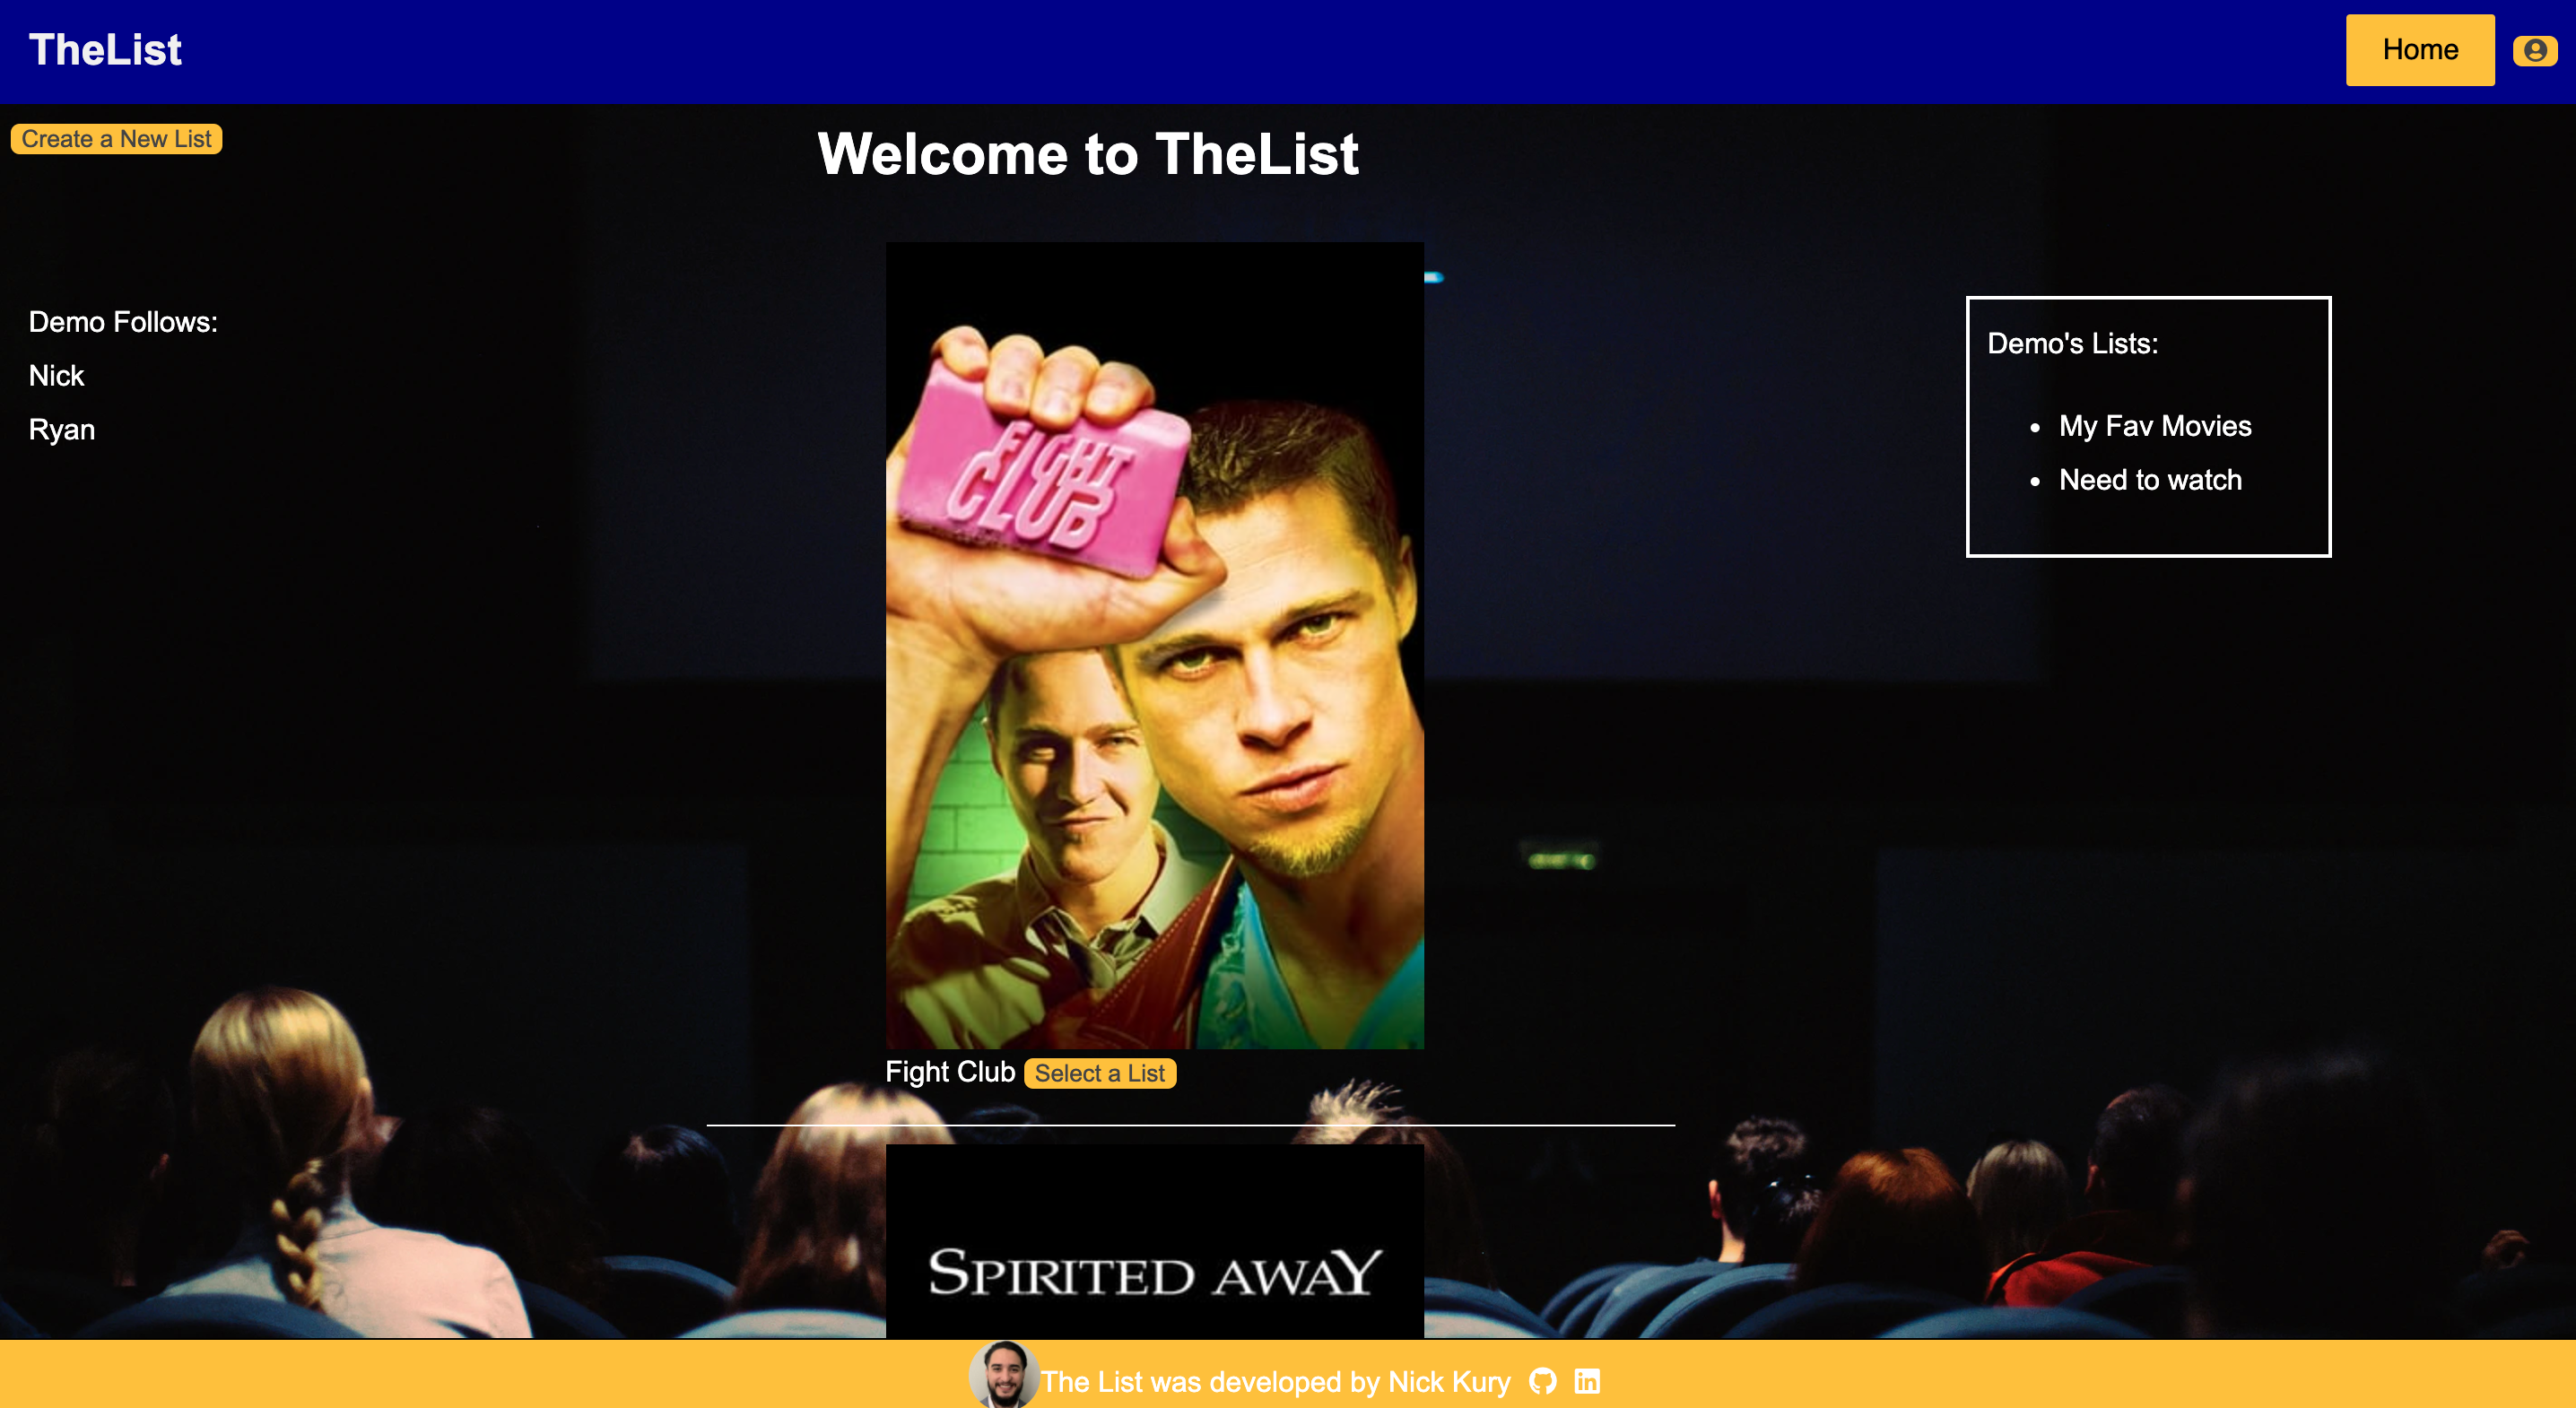 TheList
Home
Create a New List
Welcome to TheList
Demo Follows:
Nick
Ryan
FIGHT
CLUB
Demo's Lists:
My Fav Movies
Need to watch
Fight Club Select a List
SPIRITED AWAY
The List was developed by Nick Kury in